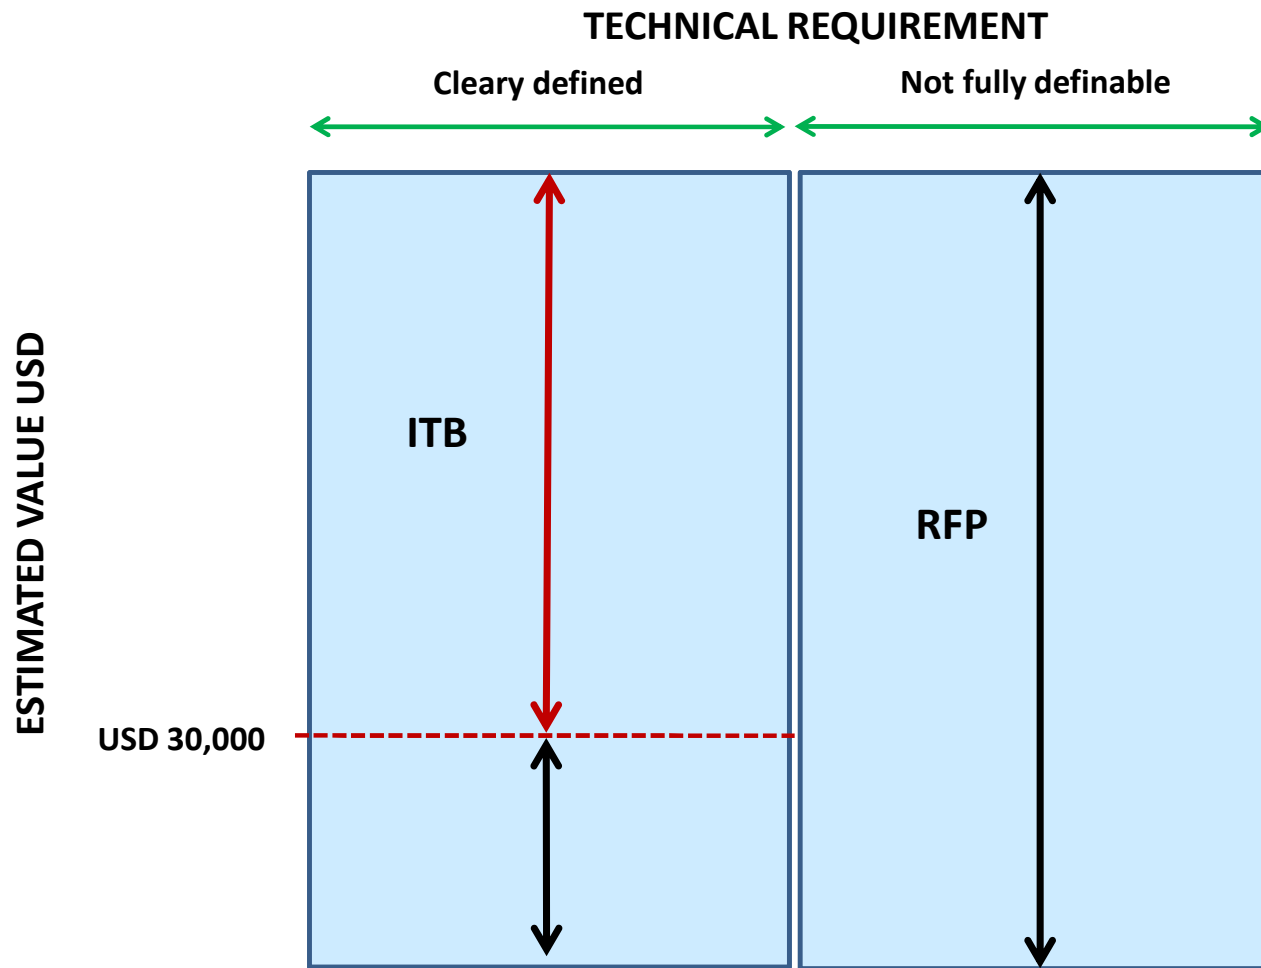 TECHNICAL REQUIREMENT
Cleary defined
Not fully definable
ESTIMATED VALUE USD
ITB
RFP
USD 30,000